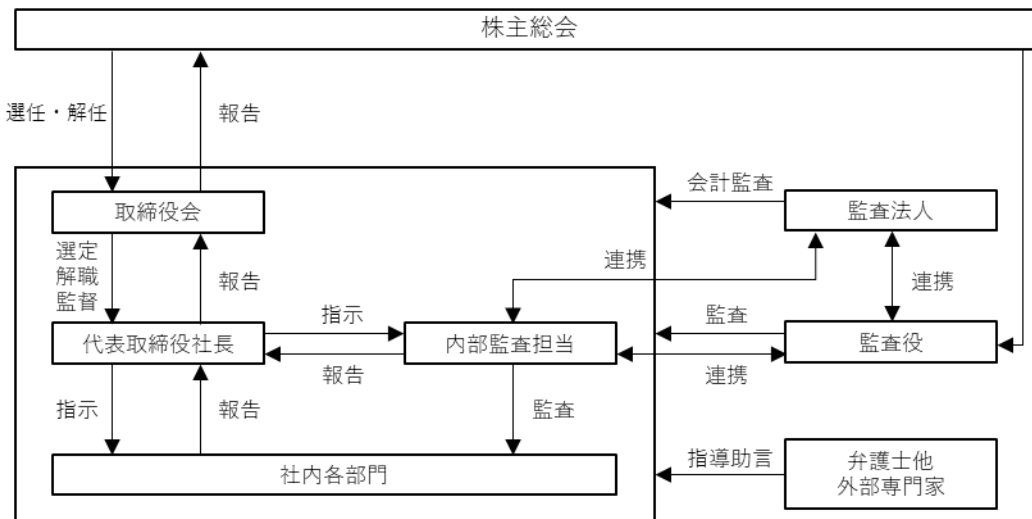 株主総会
選任・解任
報告
会計監査
取締役会
監査法人
選定
解職
監督
報告
連携
連携
指示
監査
代表取締役社長
内部監査担当
監査役
報告
連携
指示
報告
監査
社内各部門
指導助言
弁護士他
外部専門家